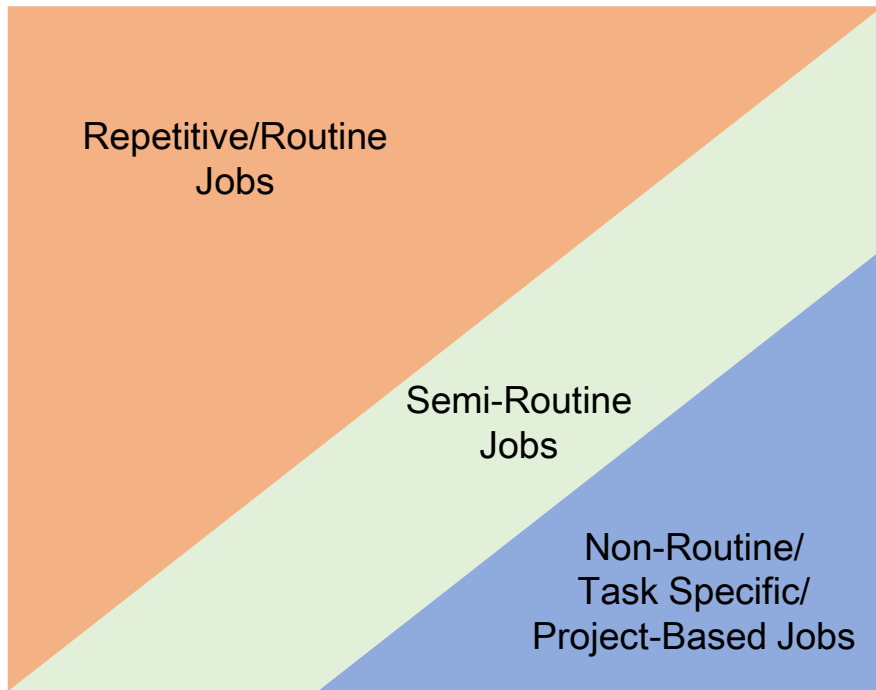 Repetitive/Routine
Jobs
Semi-Routine
Jobs
Non-Routine/
Task Specific/
Project-Based Jobs